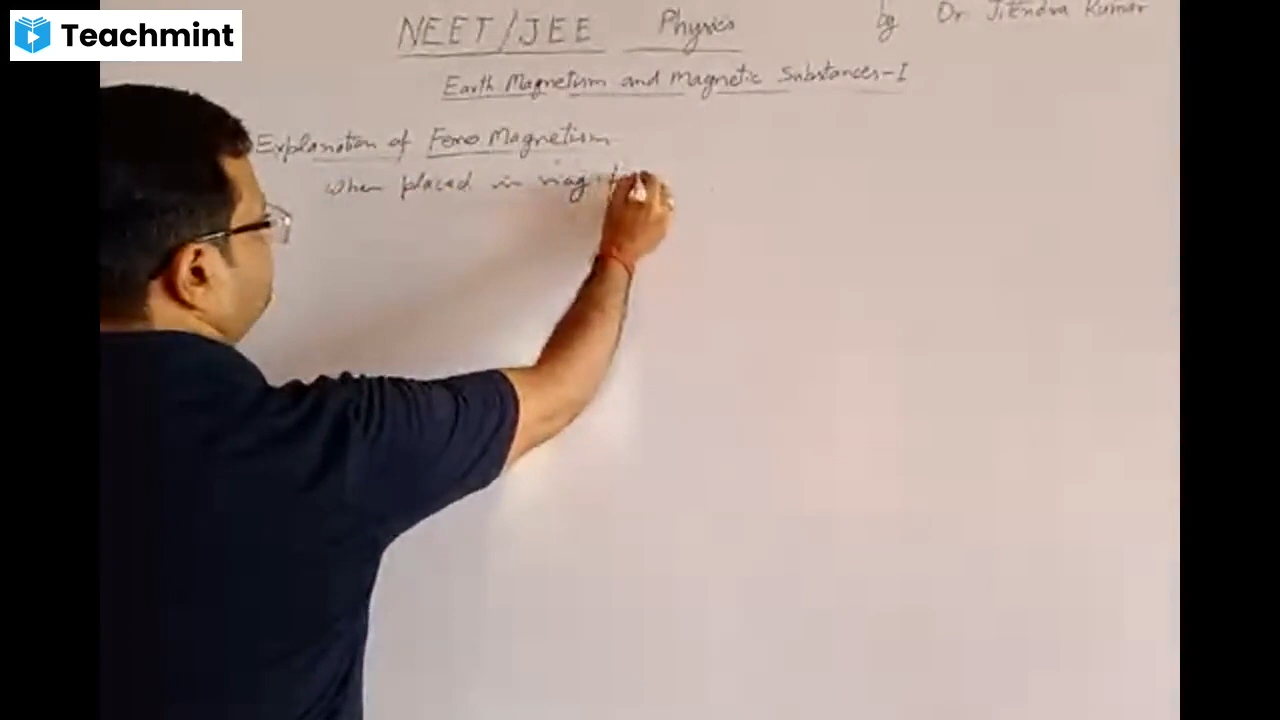 Teachmint
NEET/JEE Physics by Dr. Jitendra Kumar
Earth Magnetism and Magnetic Substances-I
Explanation of Ferro Magnetism
When placed in mag.